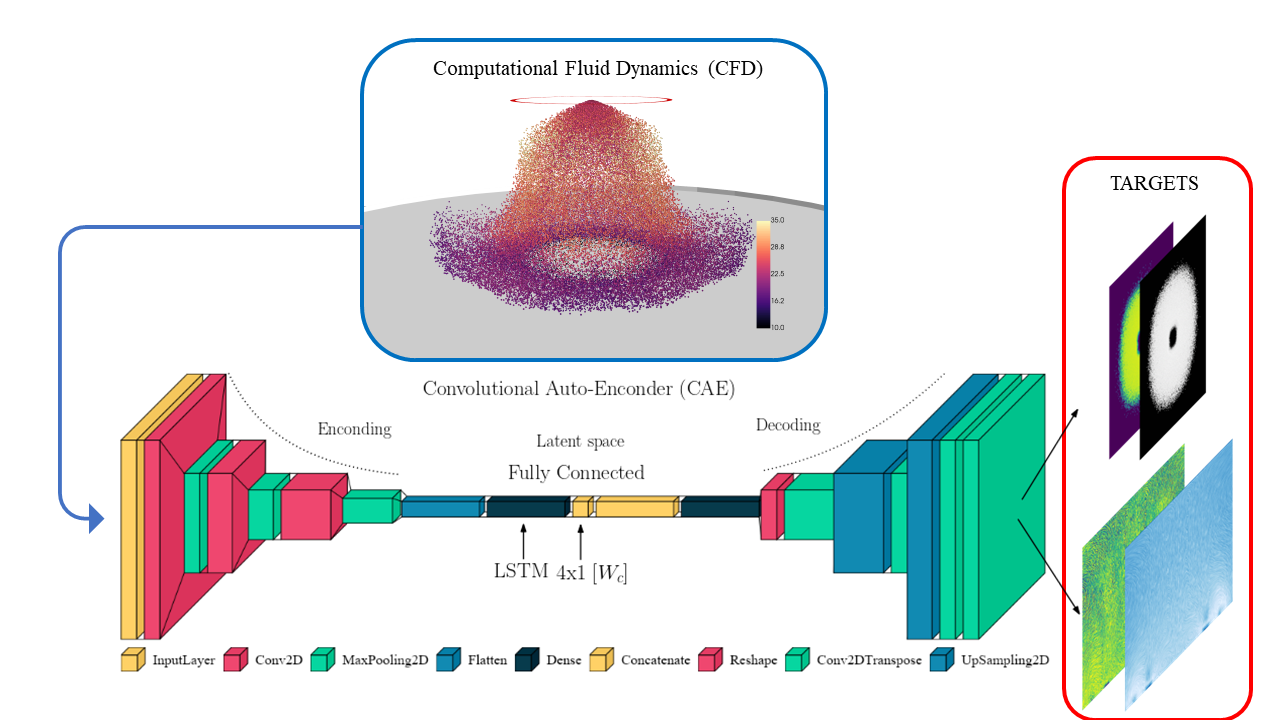 Computational Fluid Dynamics (CFD)
35.0
28.8
22.5
16.2
10.0
TARGETS
Convolutional Auto-Enconder (CAE)
Enconding
Decoding
Latent space
Fully Connected
LSTM 4x1 [W_c]
InputLayer Conv2D MaxPooling2D Flatten Dense Concatenate Reshape Conv2DTranspose UpSampling2D